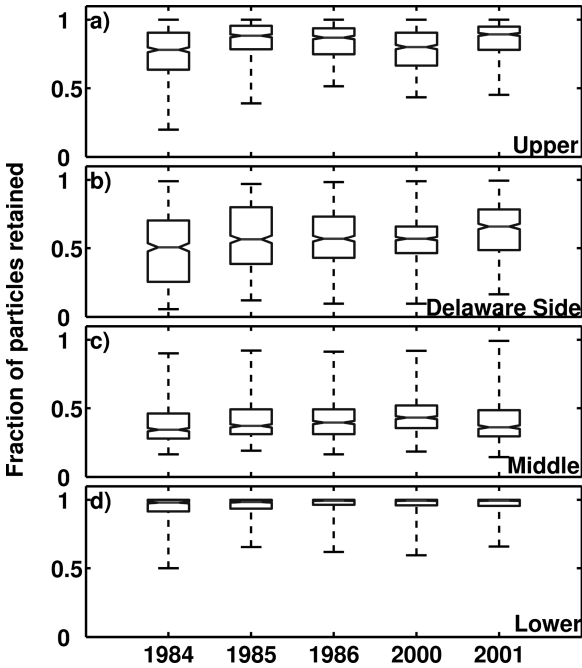 a)
1
0.5
0
Upper
b)
1
0.5
0
Delaware Side
c)
1
0.5
0
Middle
d)
1
0.5
0
Lower
1984 1985 1986 2000 2001
Fraction of particles retained